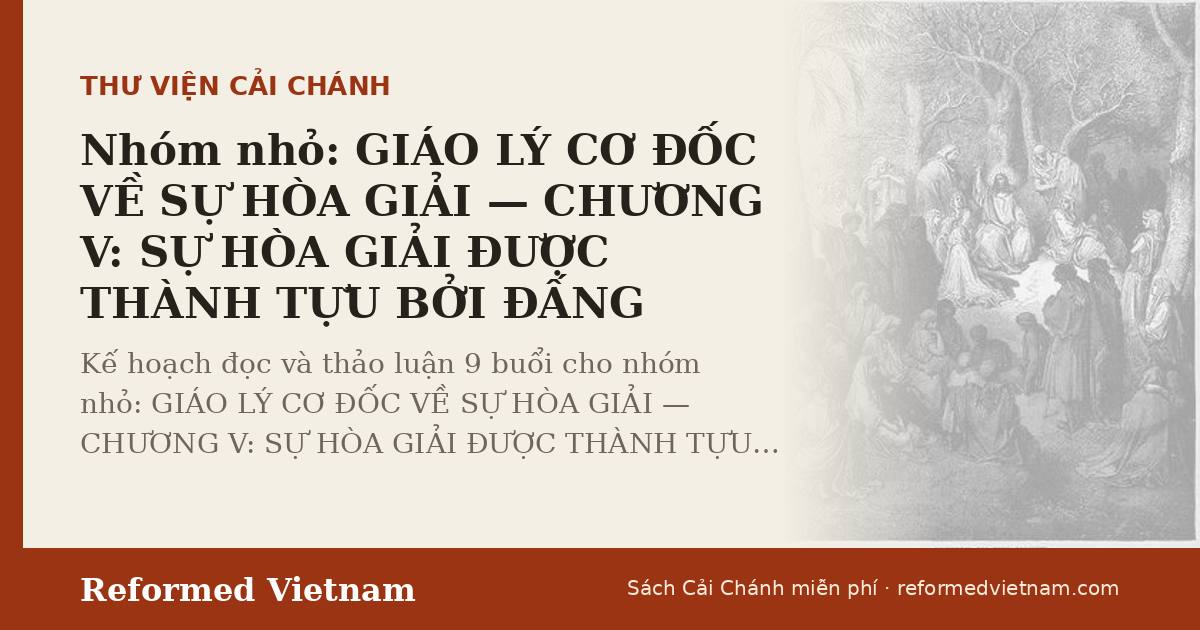 THƯ VIỆN CẢI CHÁNH
Nhóm nhỏ: GIÁO LÝ CƠ ĐỐC
VỀ SỰ HÒA GIẢI — CHƯƠNG
V: SỰ HÒA GIẢI ĐƯỢC
THÀNH TỰU BỞI ĐẤNG
Kế hoạch đọc và thảo luận 9 buổi cho nhóm
nhỏ: GIÁO LÝ CƠ ĐỐC VỀ SỰ HÒA GIẢI —
CHƯƠNG V: SỰ HÒA GIẢI ĐƯỢC THÀNH TỰU...
Reformed Vietnam
Sách Cải Chánh miễn phí · reformedvietnam.com